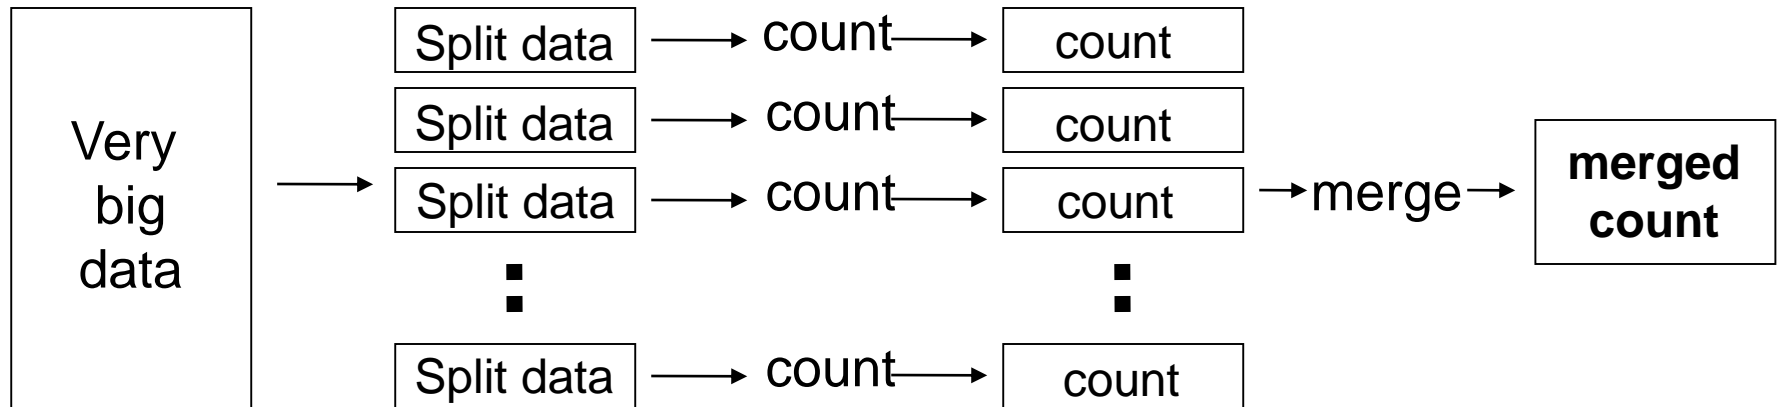 Very
big
data
Split data count count
Split data count count
Split data count count
Split data count count
merge
merged
count